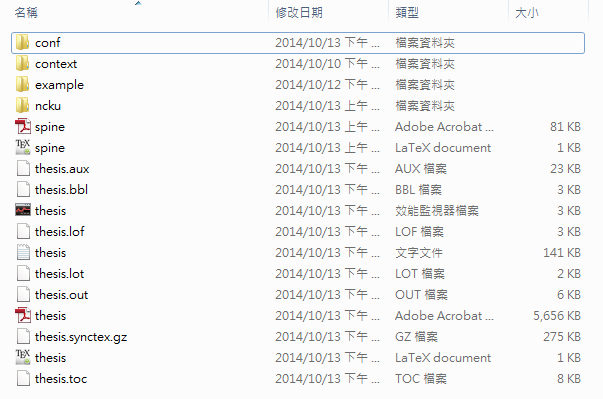 名稱 修改日期 類型 大小
conf 2014/10/13 下午 ... 檔案資料夾
context 2014/10/10 下午 ... 檔案資料夾
example 2014/10/12 下午 ... 檔案資料夾
ncku 2014/10/13 上午 ... 檔案資料夾
spine 2014/10/13 上午 ... Adobe Acrobat ... 81 KB
spine 2014/10/13 上午 ... LaTeX document 1 KB
thesis.aux 2014/10/13 下午 ... AUX 檔案 23 KB
thesis.bbl 2014/10/13 下午 ... BBL 檔案 3 KB
thesis 2014/10/13 下午 ... 效能監視器檔案 3 KB
thesis.lof 2014/10/13 下午 ... LOF 檔案 3 KB
thesis 2014/10/13 下午 ... 文字文件 141 KB
thesis.lot 2014/10/13 下午 ... LOT 檔案 2 KB
thesis.out 2014/10/13 下午 ... OUT 檔案 6 KB
thesis 2014/10/13 下午 ... Adobe Acrobat ... 5,656 KB
thesis.synctex.gz 2014/10/13 下午 ... GZ 檔案 275 KB
thesis 2014/10/13 下午 ... LaTeX document 1 KB
thesis.toc 2014/10/13 下午 ... TOC 檔案 8 KB